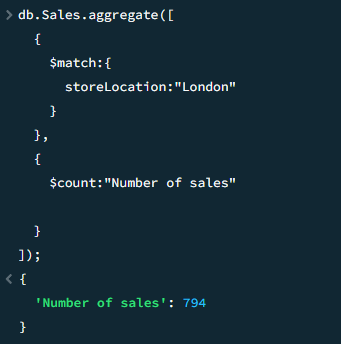 > db.Sales.aggregate([
  {
    $match:{
      storeLocation:"London"
    }
  },
  {
    $count:"Number of sales"
  }
]);
< {
  'Number of sales': 794
}